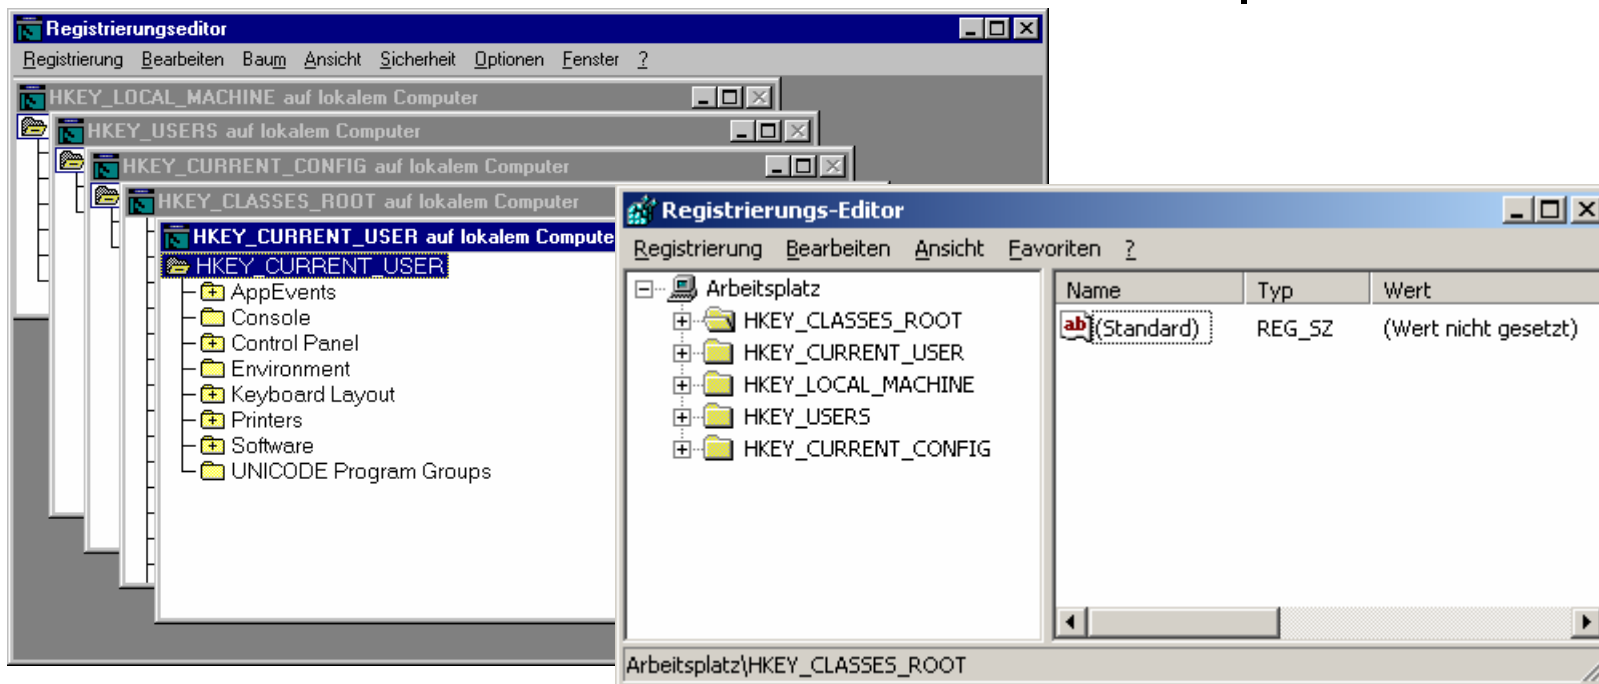 Registrierungseditor
Registrierung Bearbeiten Baum Ansicht Sicherheit Optionen Fenster ?
HKEY_LOCAL_MACHINE auf lokalem Computer
HKEY_USERS auf lokalem Computer
HKEY_CURRENT_CONFIG auf lokalem Computer
HKEY_CLASSES_ROOT auf lokalem Computer
HKEY_CURRENT_USER auf lokalem Compute
HKEY_CURRENT_USER
AppEvents
Console
Control Panel
Environment
Keyboard Layout
Printers
Software
UNICODE Program Groups
Registrierungs-Editor
Registrierung Bearbeiten Ansicht Favoriten ?
Arbeitsplatz
HKEY_CLASSES_ROOT
HKEY_CURRENT_USER
HKEY_LOCAL_MACHINE
HKEY_USERS
HKEY_CURRENT_CONFIG
Name Typ Wert
ab (Standard) REG_SZ (Wert nicht gesetzt)
Arbeitsplatz\HKEY_CLASSES_ROOT